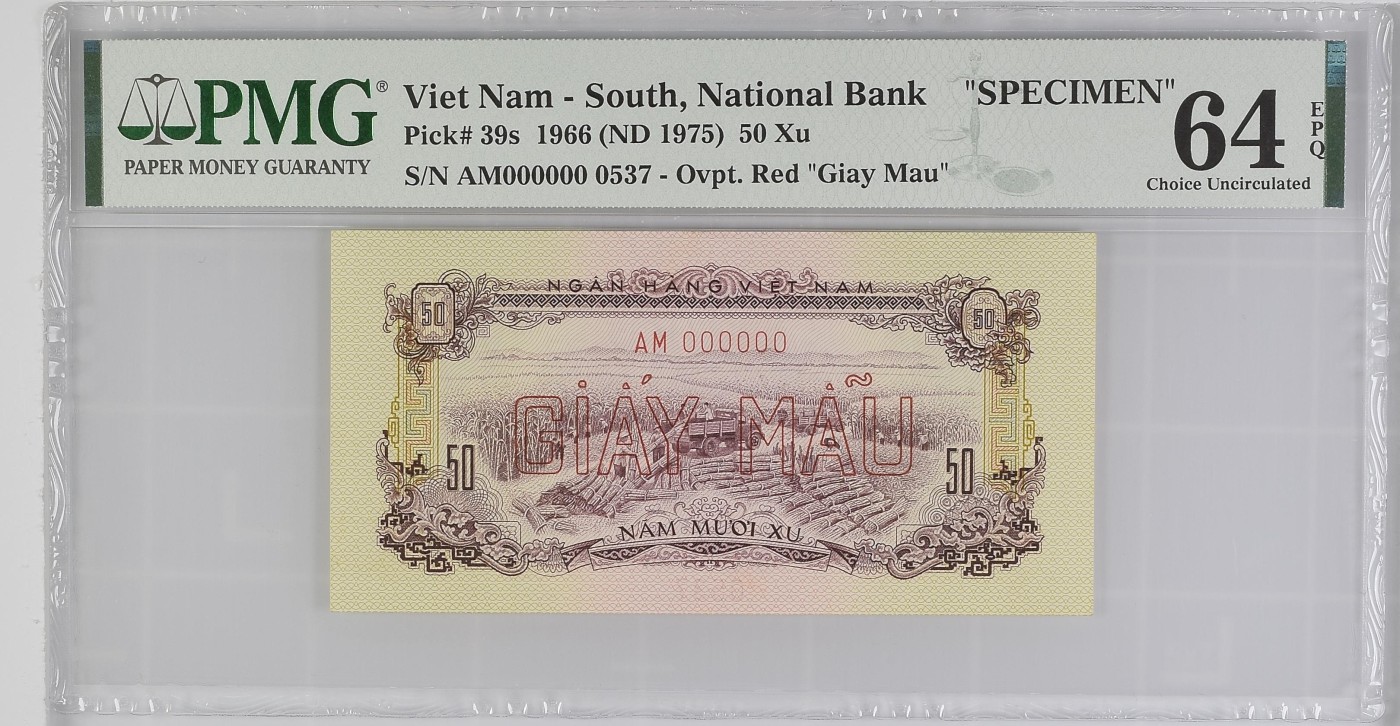 PMG®
PAPER MONEY GUARANTY
Viet Nam - South, National Bank "SPECIMEN"
Pick# 39s 1966 (ND 1975) 50 Xu
S/N AM000000 0537 - Ovpt. Red "Giay Mau"
64
EPQ
Choice Uncirculated
NGÂN HÀNG VIỆT NAM
50 50
AM 000000
GIẤY MẪU
50 50
NĂM MƯƠI XU